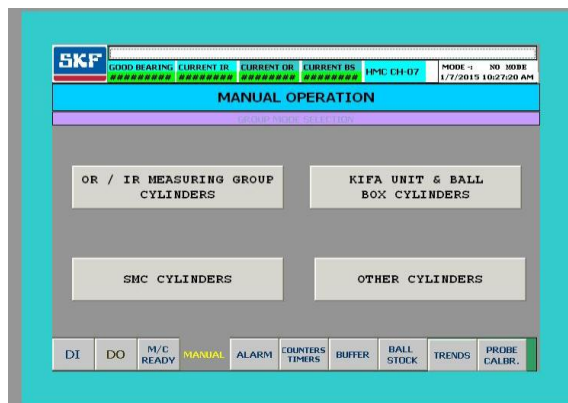 SKF
GOOD BEARING CURRENT IR CURRENT OR CURRENT BS HMC CH-07 MODE -: NO MODE
######### ######## ######## ######## 1/7/2015 10:27:20 AM
MANUAL OPERATION
GROUP MODE SELECTION
OR / IR MEASURING GROUP
CYLINDERS
KIFA UNIT & BALL
BOX CYLINDERS
SMC CYLINDERS
OTHER CYLINDERS
DI DO M/C READY MANUAL ALARM COUNTERS TIMERS BUFFER BALL STOCK TRENDS PROBE CALBR.